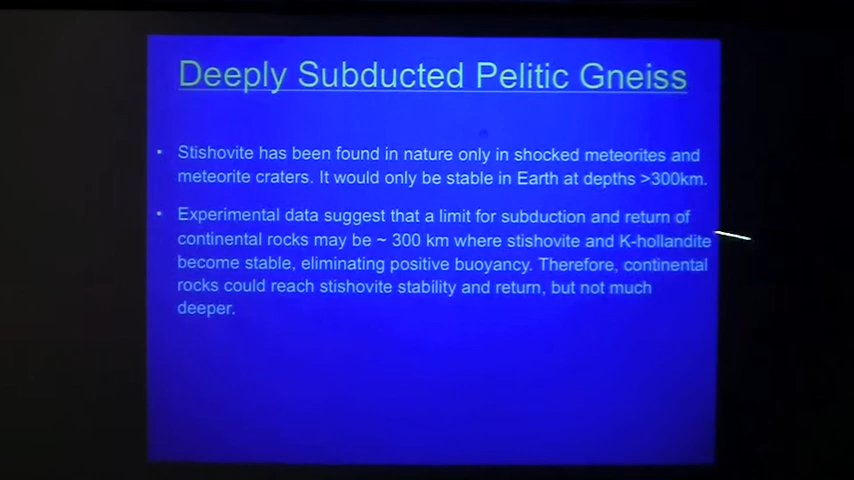 Deeply Subducted Pelitic Gneiss
• Stishovite has been found in nature only in shocked meteorites and
meteorite craters. It would only be stable in Earth at depths >300km.
• Experimental data suggest that a limit for subduction and return of
continental rocks may be ~ 300 km where stishovite and K-hollandite
become stable, eliminating positive buoyancy. Therefore, continental
rocks could reach stishovite stability and return, but not much
deeper.